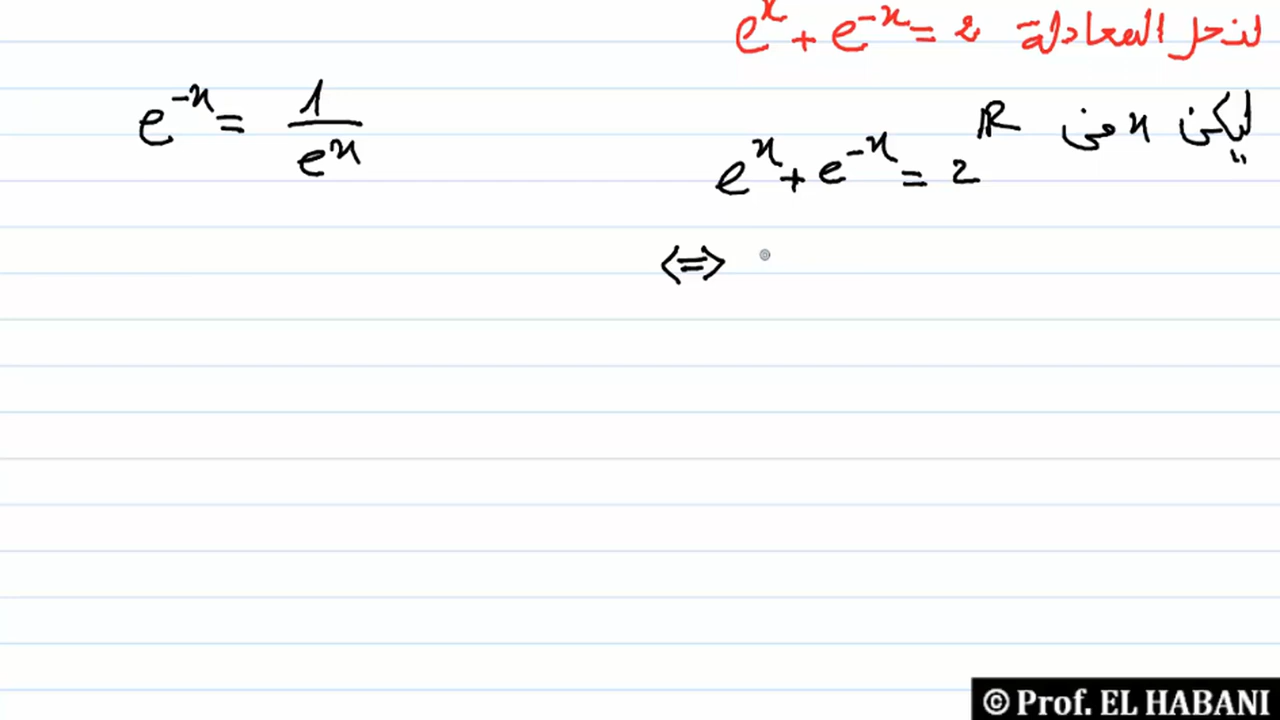 لنحل المعادلة e^x + e^-x = 2
ليكن x من ℝ
e^-x = 1/e^x
e^x + e^-x = 2
⇔
© Prof. EL HABANI